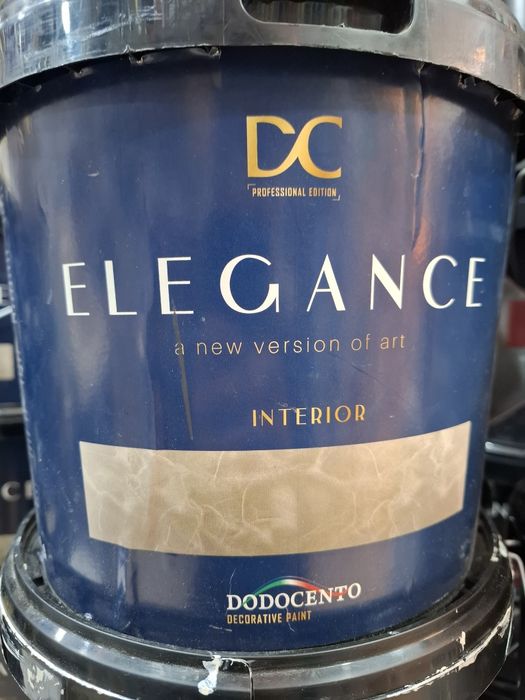 DC
PROFESSIONAL EDITION
ELEGANCE
a new version of art
INTERIOR
DODOCENTO
DECORATIVE PAINT